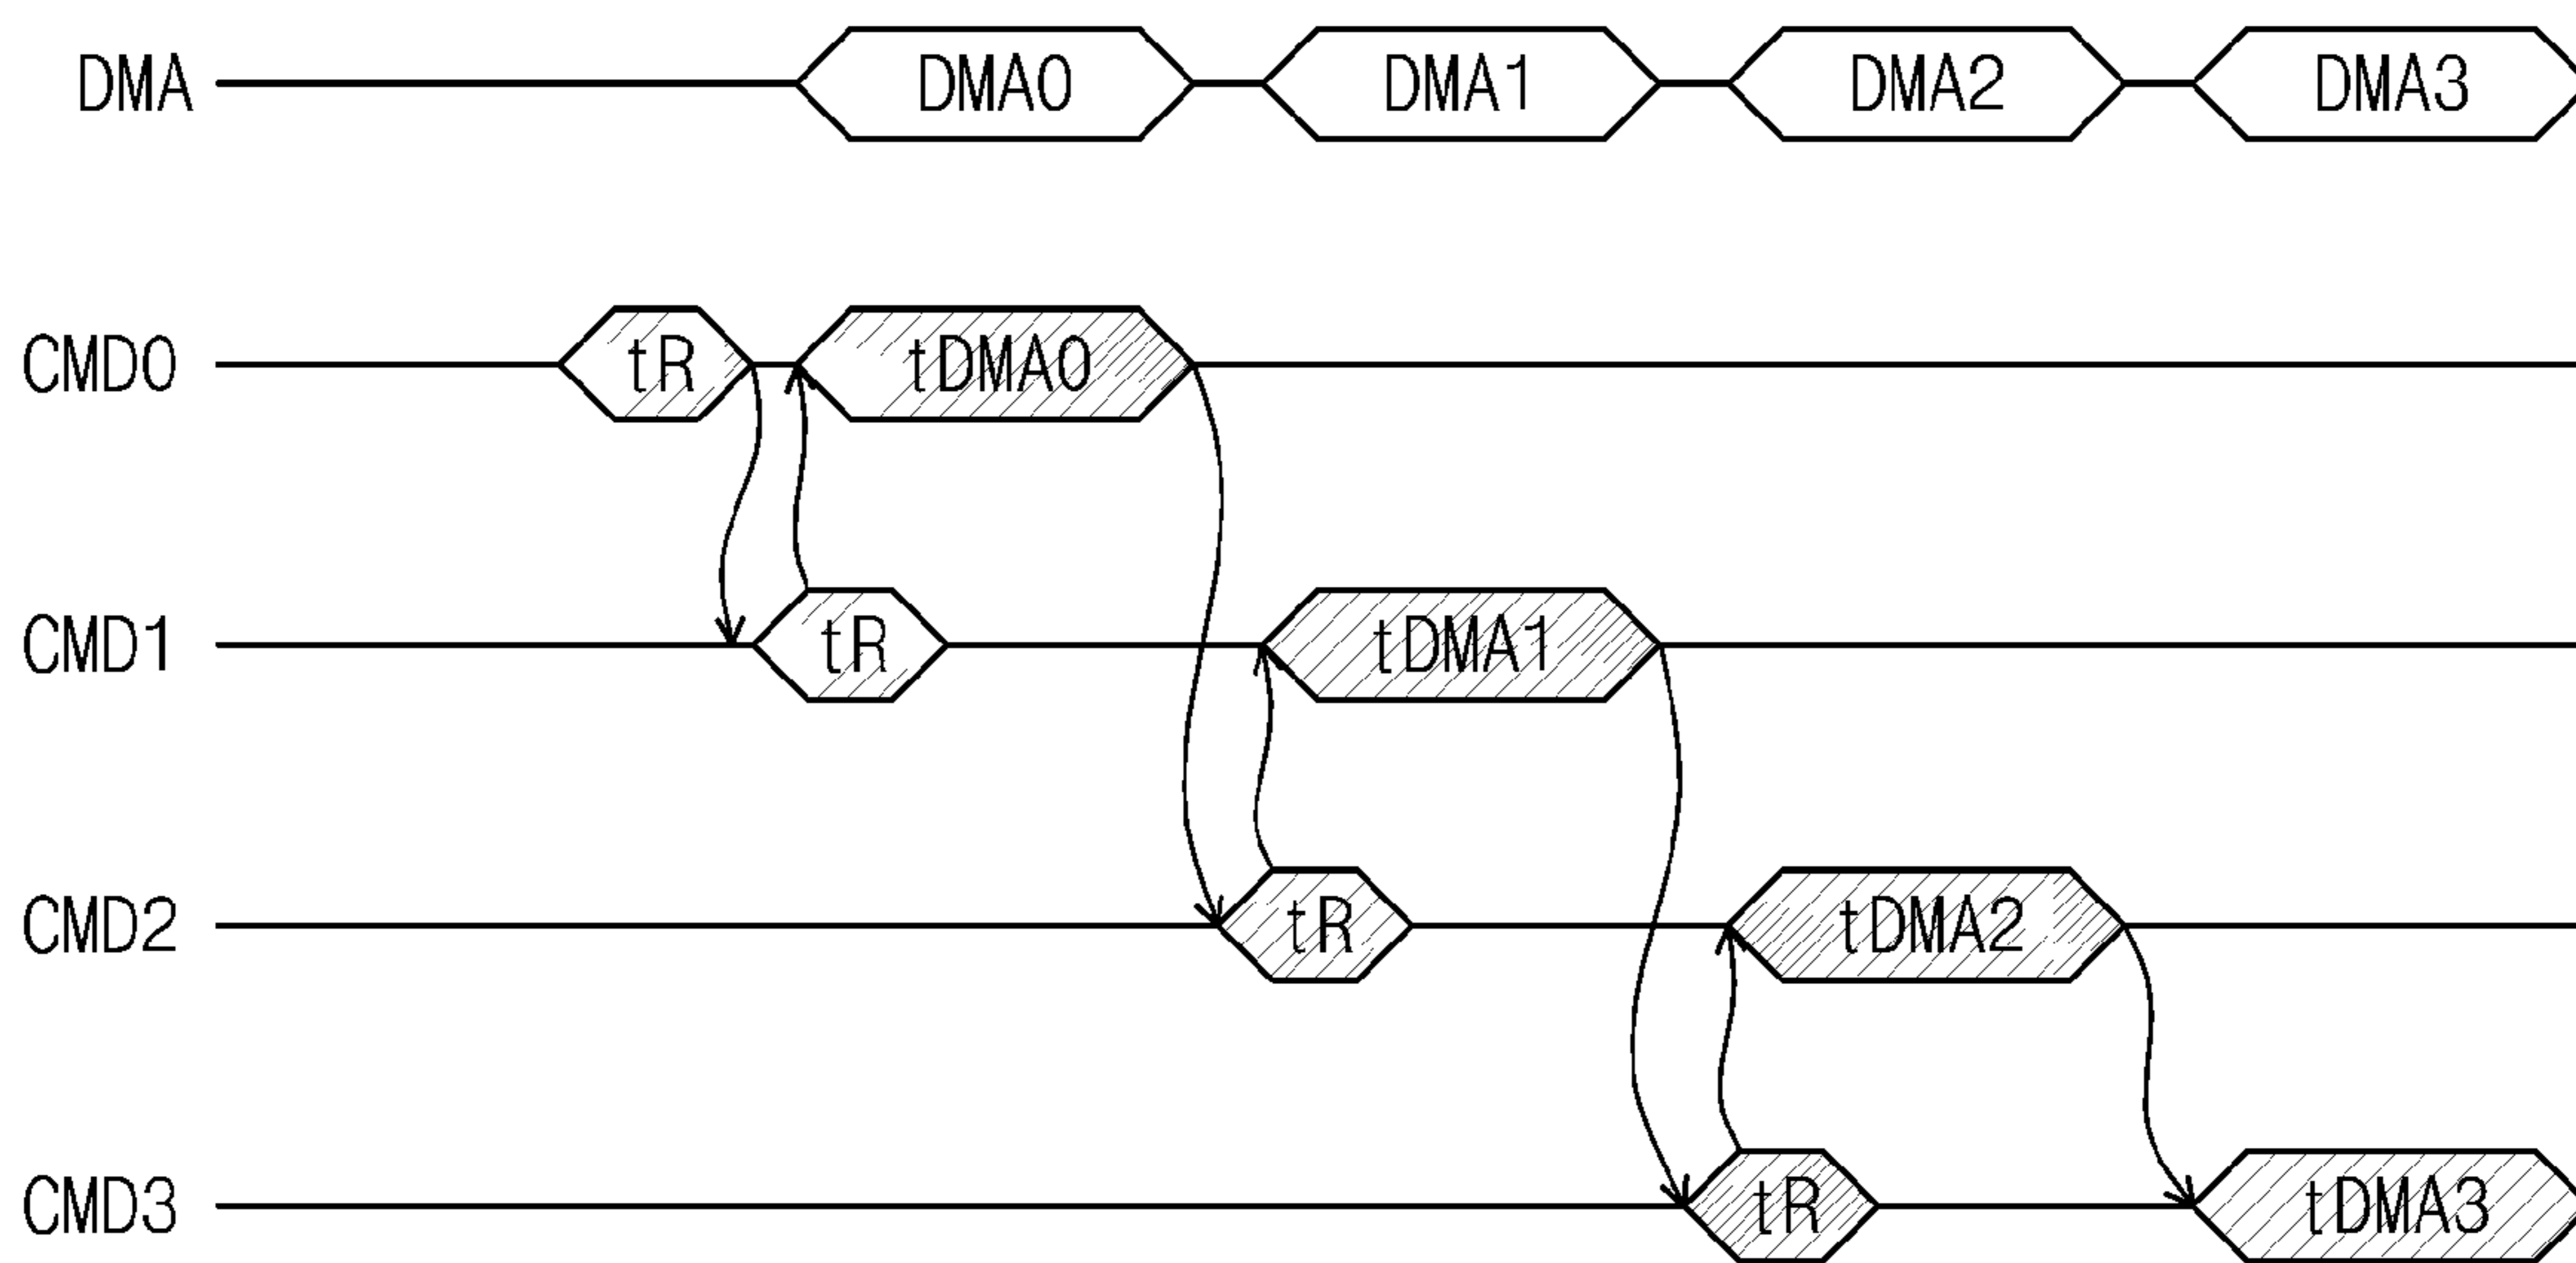 DMA DMA0 DMA1 DMA2 DMA3
CMD0 tR tDMA0
CMD1 tR tDMA1
CMD2 tR tDMA2
CMD3 tR tDMA3